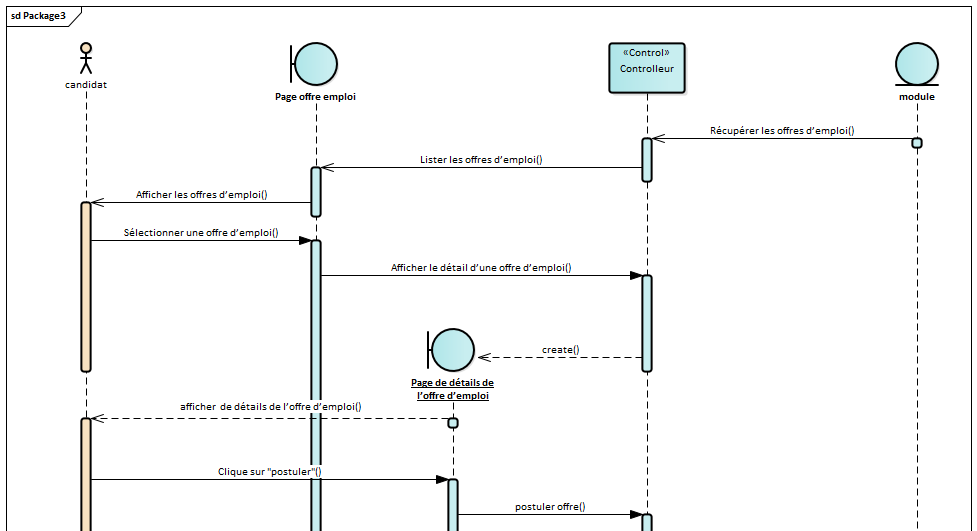 sd Package3
«Control»
Controlleur
candidat
Page offre emploi
module
Récupérer les offres d'emploi()
Lister les offres d'emploi()
Afficher les offres d'emploi()
Sélectionner une offre d'emploi()
Afficher le détail d'une offre d'emploi()
create()
Page de détails de
l'offre d'emploi
afficher de détails de l'offre d'emploi()
Clique sur "postuler"()
postuler offre()